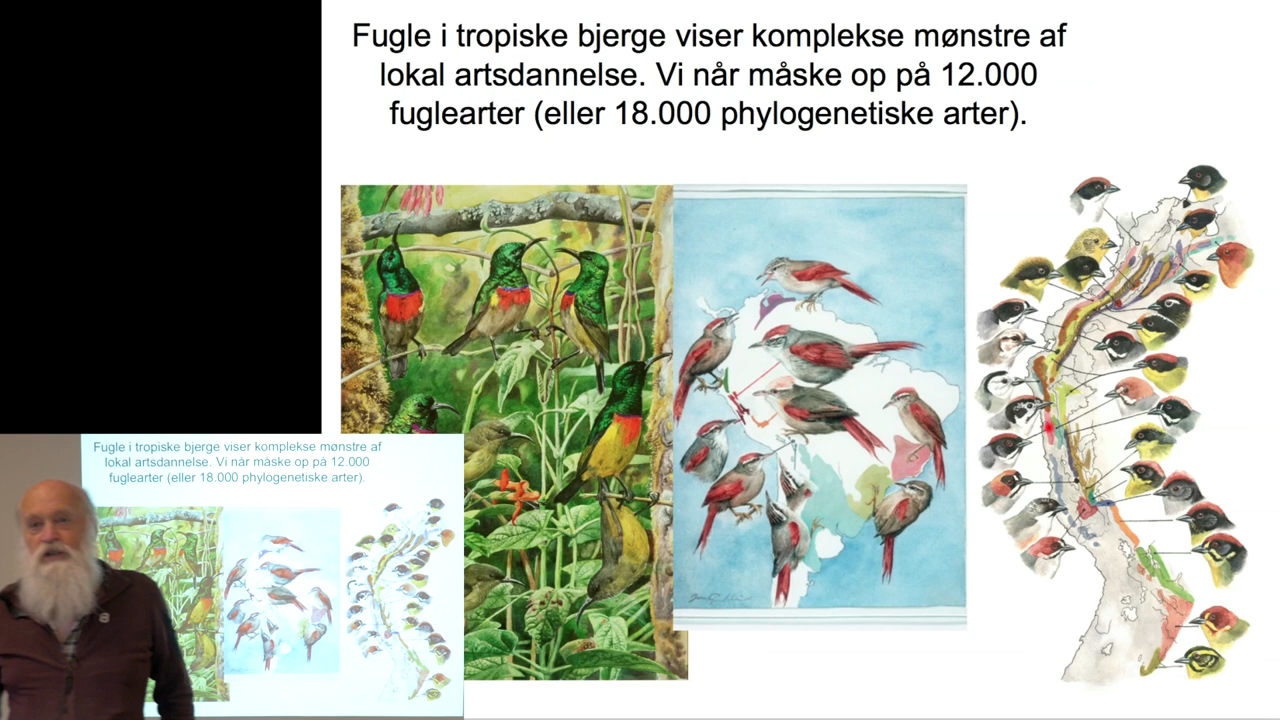 Fugle i tropiske bjerge viser komplekse mønstre af
lokal artsdannelse. Vi når måske op på 12.000
fuglearter (eller 18.000 phylogenetiske arter).
Fugle i tropiske bjerge viser komplekse mønstre af
lokal artsdannelse. Vi når måske op på 12.000
fuglearter (eller 18.000 phylogenetiske arter).